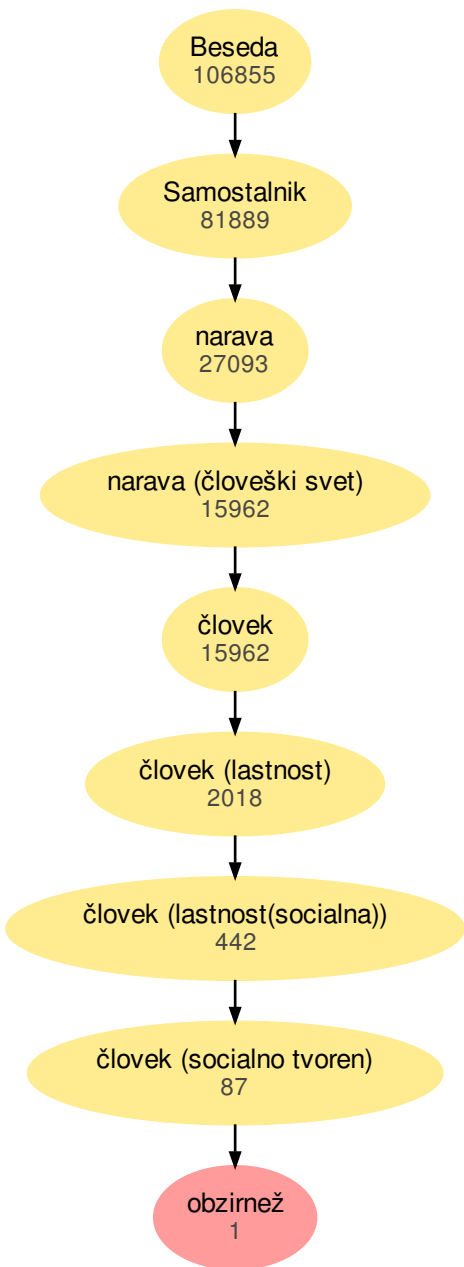 Beseda
106855
Samostalnik
81889
narava
27093
narava (človeški svet)
15962
človek
15962
človek (lastnost)
2018
človek (lastnost(socialna))
442
človek (socialno tvoren)
87
obzirnež
1